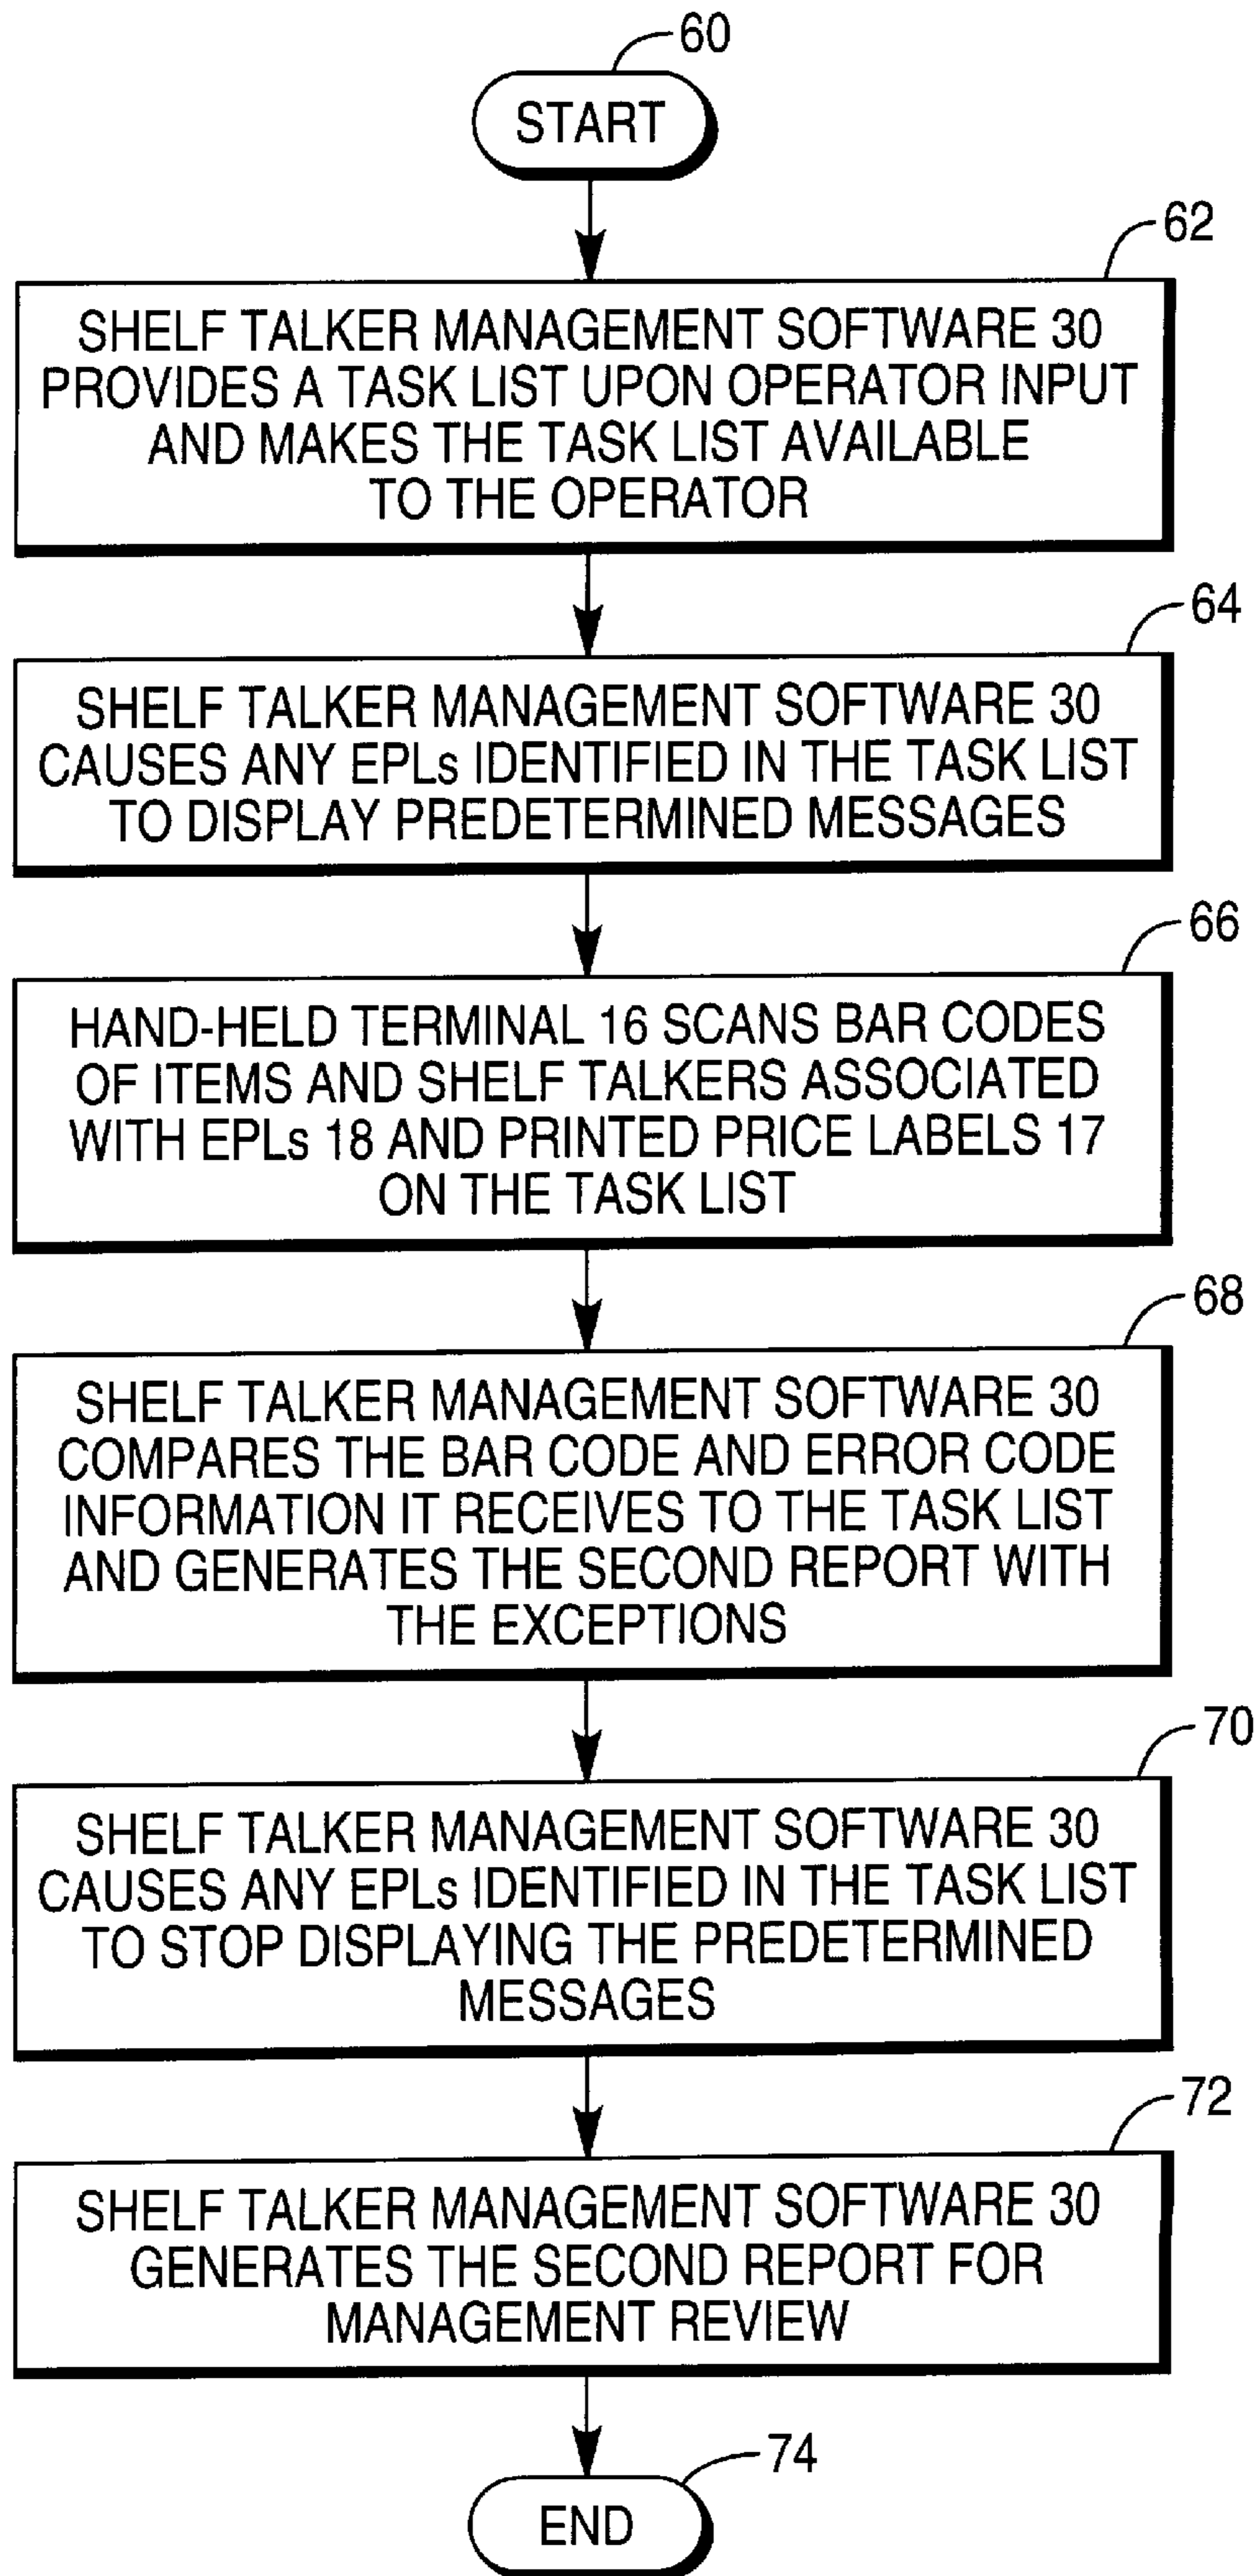 60
START
62
SHELF TALKER MANAGEMENT SOFTWARE 30
PROVIDES A TASK LIST UPON OPERATOR INPUT
AND MAKES THE TASK LIST AVAILABLE
TO THE OPERATOR
64
SHELF TALKER MANAGEMENT SOFTWARE 30
CAUSES ANY EPLs IDENTIFIED IN THE TASK LIST
TO DISPLAY PREDETERMINED MESSAGES
66
HAND-HELD TERMINAL 16 SCANS BAR CODES
OF ITEMS AND SHELF TALKERS ASSOCIATED
WITH EPLs 18 AND PRINTED PRICE LABELS 17
ON THE TASK LIST
68
SHELF TALKER MANAGEMENT SOFTWARE 30
COMPARES THE BAR CODE AND ERROR CODE
INFORMATION IT RECEIVES TO THE TASK LIST
AND GENERATES THE SECOND REPORT WITH
THE EXCEPTIONS
70
SHELF TALKER MANAGEMENT SOFTWARE 30
CAUSES ANY EPLs IDENTIFIED IN THE TASK LIST
TO STOP DISPLAYING THE PREDETERMINED
MESSAGES
72
SHELF TALKER MANAGEMENT SOFTWARE 30
GENERATES THE SECOND REPORT FOR
MANAGEMENT REVIEW
74
END